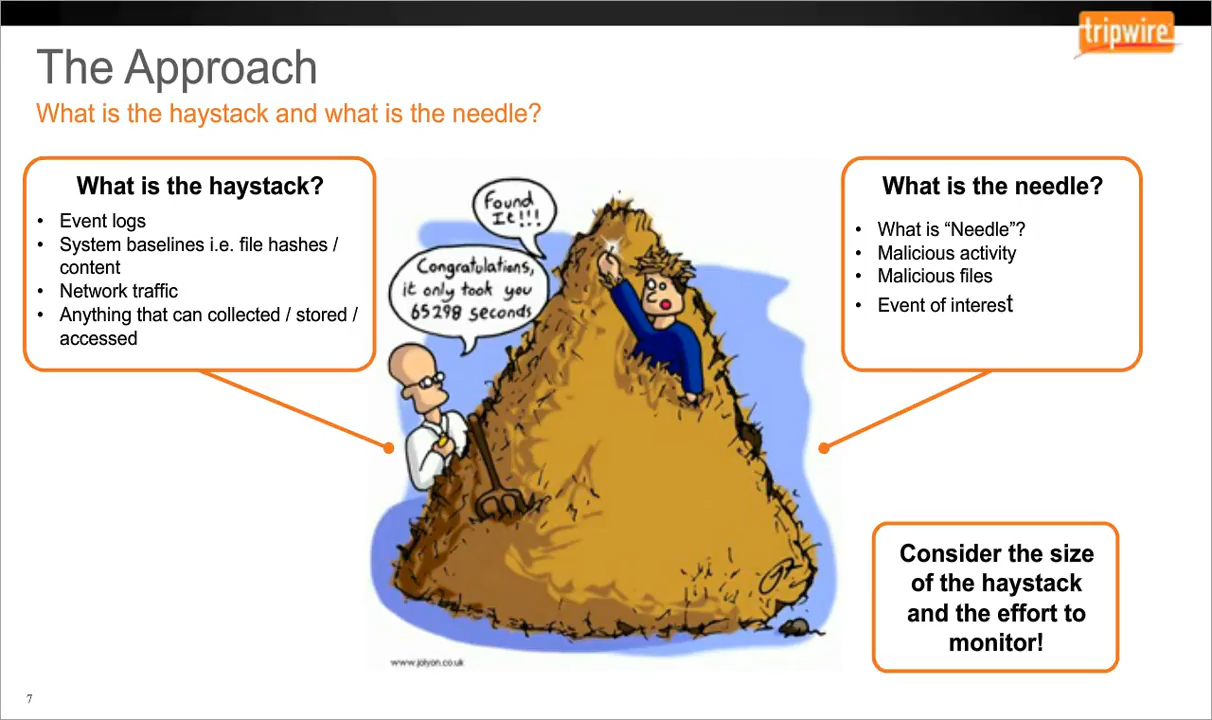 tripwire
The Approach
What is the haystack and what is the needle?
What is the haystack?
• Event logs
• System baselines i.e. file hashes /
content
• Network traffic
• Anything that can collected / stored /
accessed
Found
It!!!
Congratulations,
it only took you
65298 seconds
www.jolyon.co.uk
What is the needle?
• What is “Needle”?
• Malicious activity
• Malicious files
• Event of interest
Consider the size
of the haystack
and the effort to
monitor!
7